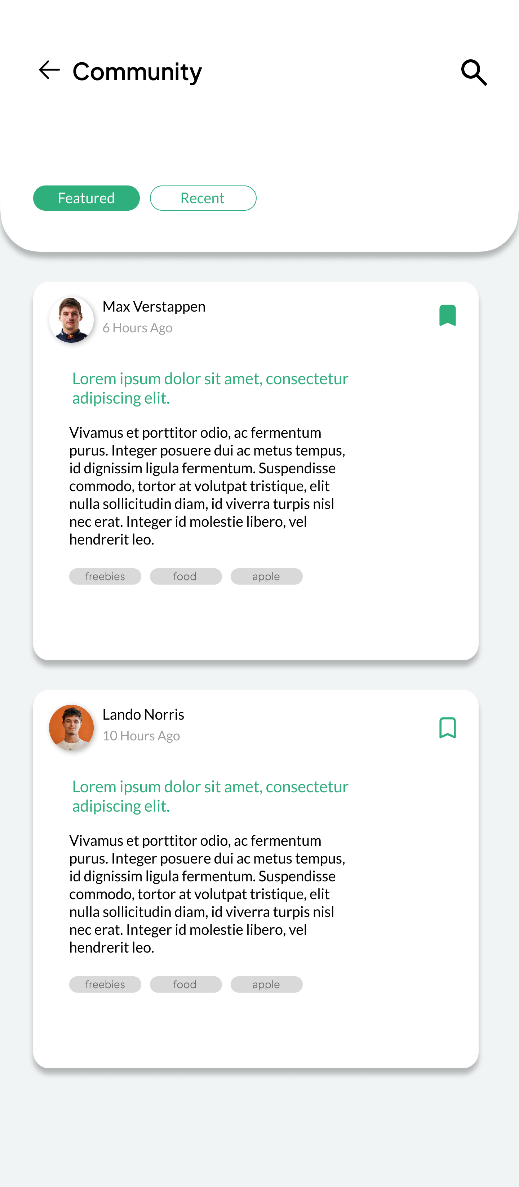 Community
Featured
Recent
Max Verstappen
6 Hours Ago
Lorem ipsum dolor sit amet, consectetur
adipiscing elit.
Vivamus et porttitor odio, ac fermentum
purus. Integer posuere dui ac metus tempus,
id dignissim ligula fermentum. Suspendisse
commodo, tortor at volutpat tristique, elit
nulla sollicitudin diam, id viverra turpis nisl
nec erat. Integer id molestie libero, vel
hendrerit leo.
freebies
food
apple
Lando Norris
10 Hours Ago
Lorem ipsum dolor sit amet, consectetur
adipiscing elit.
Vivamus et porttitor odio, ac fermentum
purus. Integer posuere dui ac metus tempus,
id dignissim ligula fermentum. Suspendisse
commodo, tortor at volutpat tristique, elit
nulla sollicitudin diam, id viverra turpis nisl
nec erat. Integer id molestie libero, vel
hendrerit leo.
freebies
food
apple